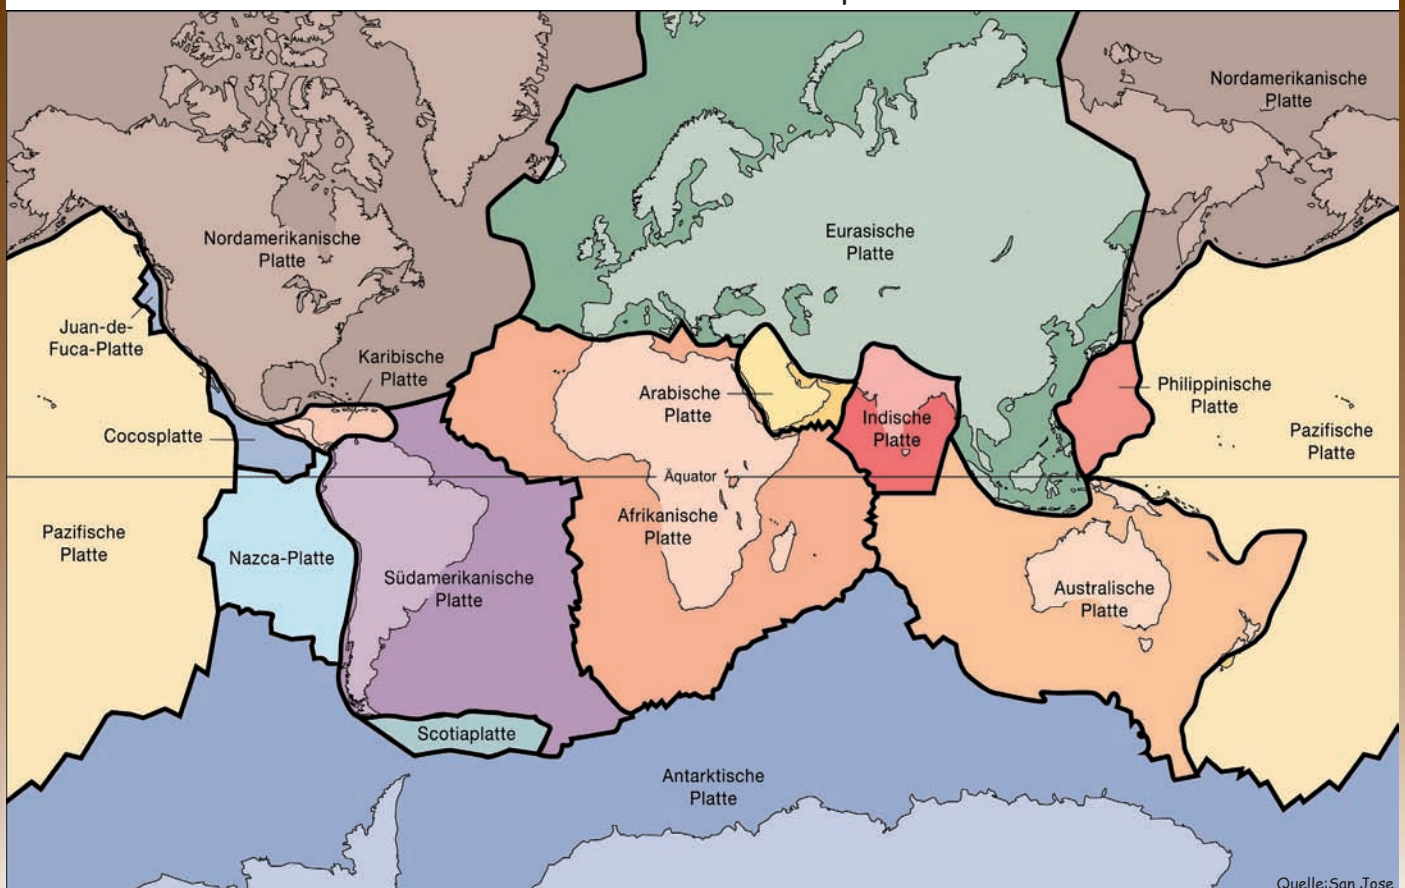 Nordamerikanische
Platte
Nordamerikanische
Platte
Eurasische
Platte
Juan-de-
Fuca-Platte
Karibische
Platte
Arabische
Platte
Indische
Platte
Philippinische
Platte
Pazifische
Platte
Cocosplatte
Äquator
Pazifische
Platte
Nazca-Platte
Südamerikanische
Platte
Afrikanische
Platte
Australische
Platte
Scotiaplatte
Antarktische
Platte
Quelle:San Jose